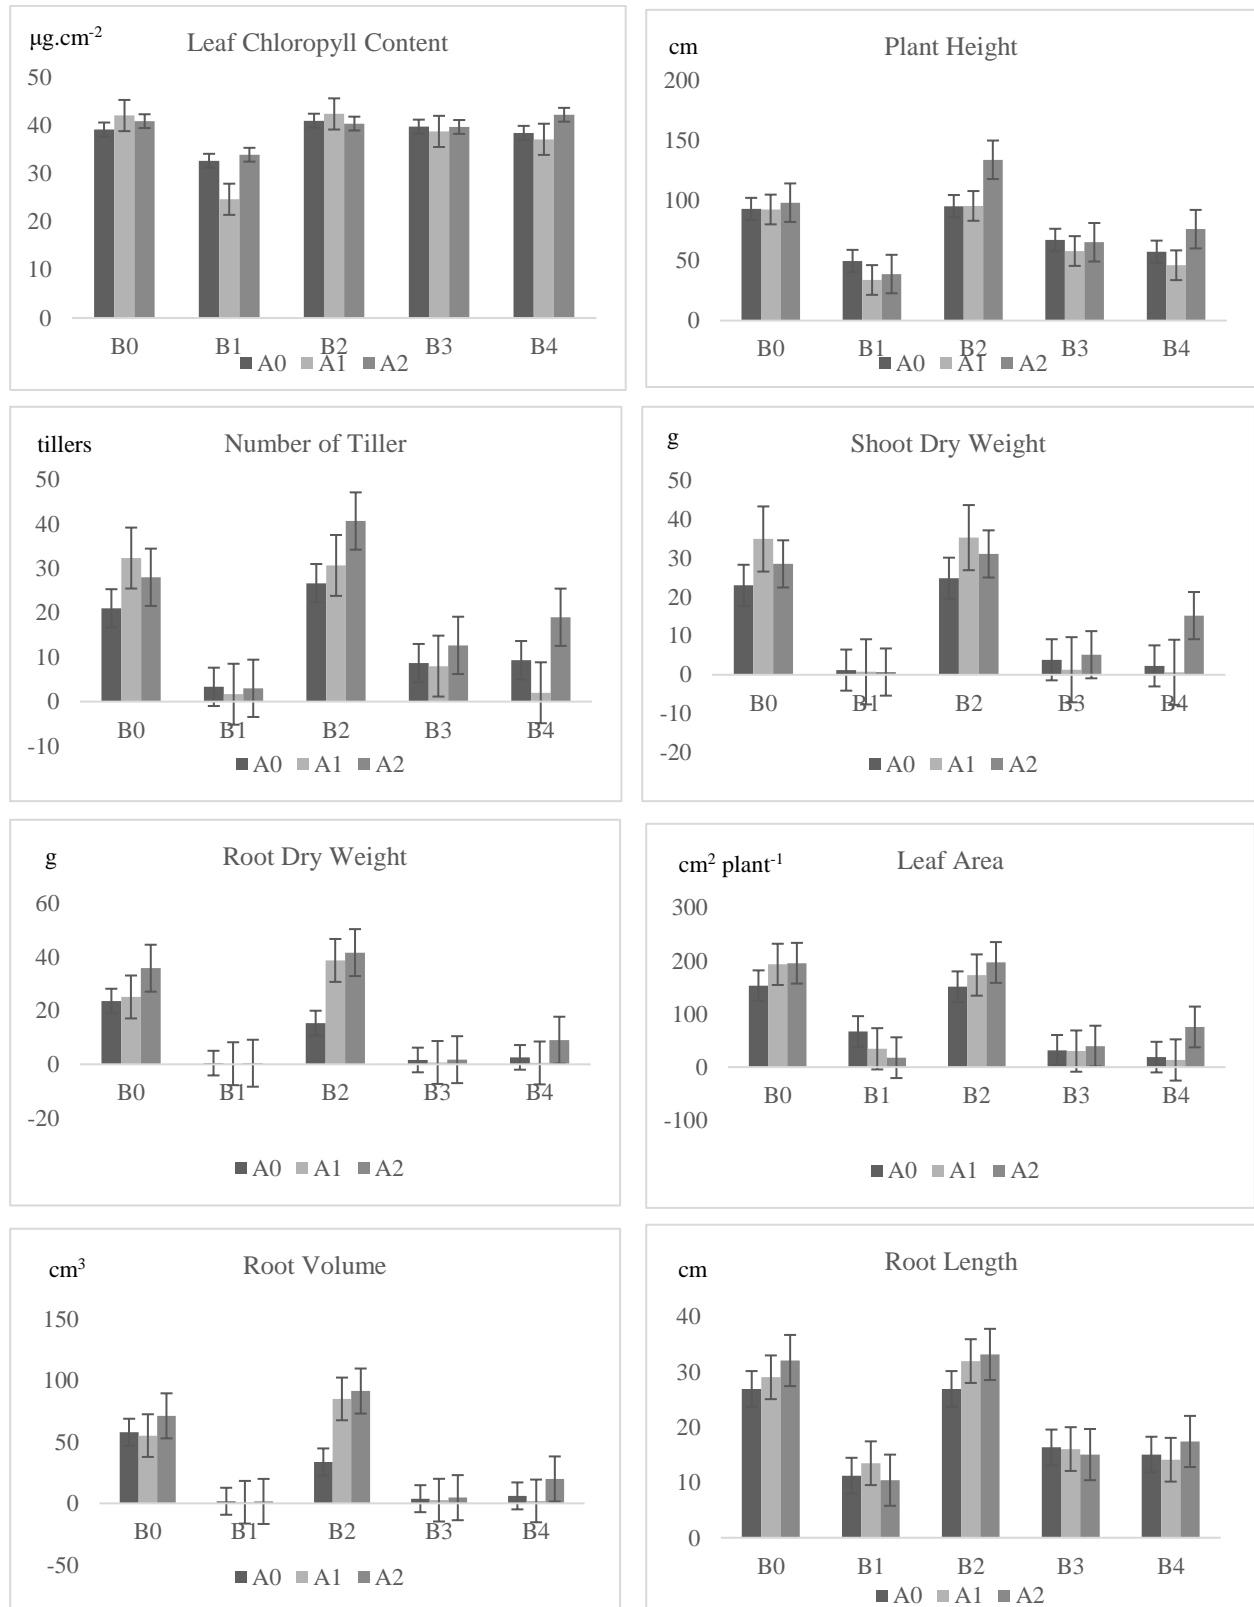 μg.cm-2
Leaf Chloropyll Content
50
40
30
20
10
0
B0 B1 B2 B3 B4
A0 A1 A2
cm
Plant Height
200
150
100
50
0
B0 B1 B2 B3 B4
A0 A1 A2
tillers
Number of Tiller
50
40
30
20
10
0
-10
B0 B1 B2 B3 B4
A0 A1 A2
g
Shoot Dry Weight
50
40
30
20
10
0
-10
-20
B0 B1 B2 B3 B4
A0 A1 A2
g
Root Dry Weight
60
40
20
0
-20
B0 B1 B2 B3 B4
A0 A1 A2
cm2 plant-1
Leaf Area
300
200
100
0
-100
B0 B1 B2 B3 B4
A0 A1 A2
cm3
Root Volume
150
100
50
0
-50
B0 B1 B2 B3 B4
A0 A1 A2
cm
Root Length
40
30
20
10
0
B0 B1 B2 B3 B4
A0 A1 A2